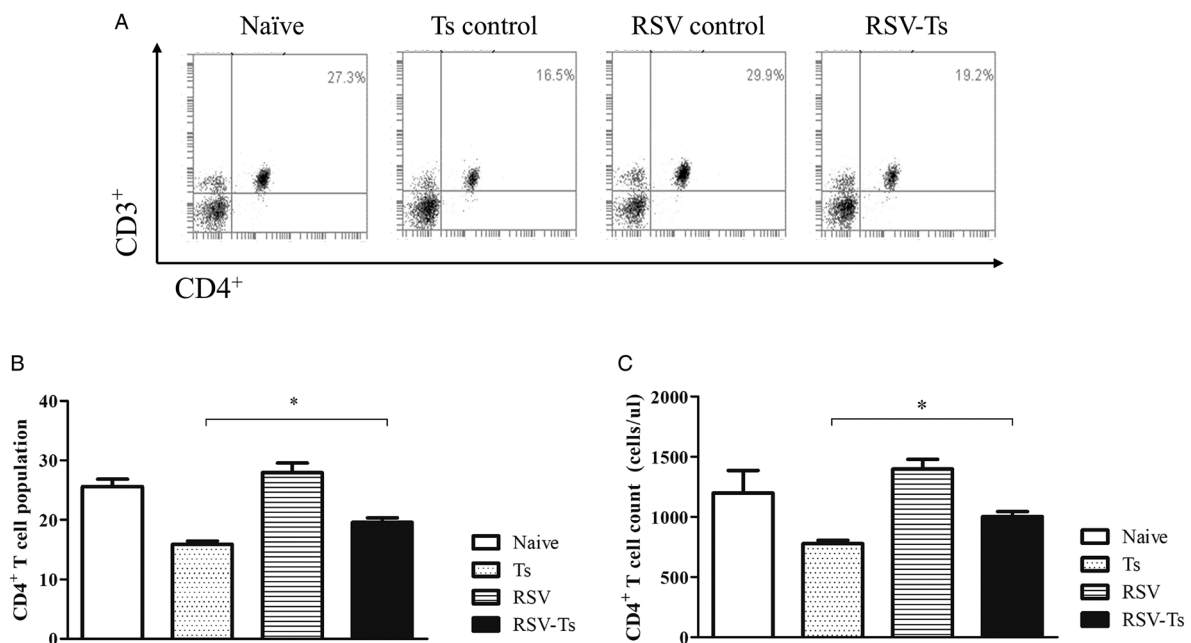 A
Naïve
Ts control
RSV control
RSV-Ts
27.3%
16.5%
29.9%
19.2%
CD3⁺
CD4⁺
B
40
30
20
10
0
CD4⁺ T cell population
*
Naive
Ts
RSV
RSV-Ts
C
2000
1500
1000
500
0
CD4⁺ T cell count (cells/ul)
*
Naive
Ts
RSV
RSV-Ts